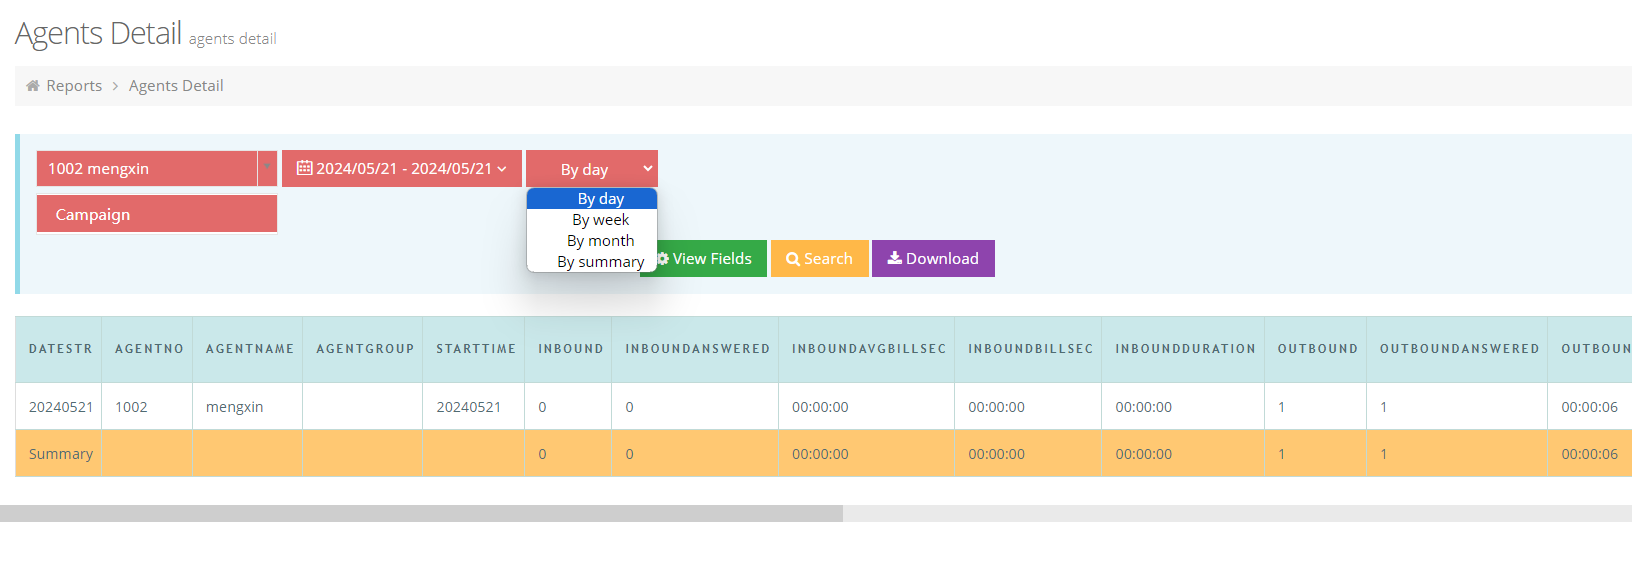 Agents Detail agents detail
Reports > Agents Detail
1002 mengxin 2024/05/21 - 2024/05/21 By day
Campaign
By day
By week
By month
By summary
View Fields Search Download
DATESTR AGENTNO AGENTNAME AGENTGROUP STARTTIME INBOUND INBOUNDANSWERED INBOUNDAVGBILLSEC INBOUNDBILLSEC INBOUNDDURATION OUTBOUND OUTBOUNDANSWERED OUTBOUN
20240521 1002 mengxin 20240521 0 0 00:00:00 00:00:00 00:00:00 1 1 00:00:06
Summary 0 0 00:00:00 00:00:00 00:00:00 1 1 00:00:06